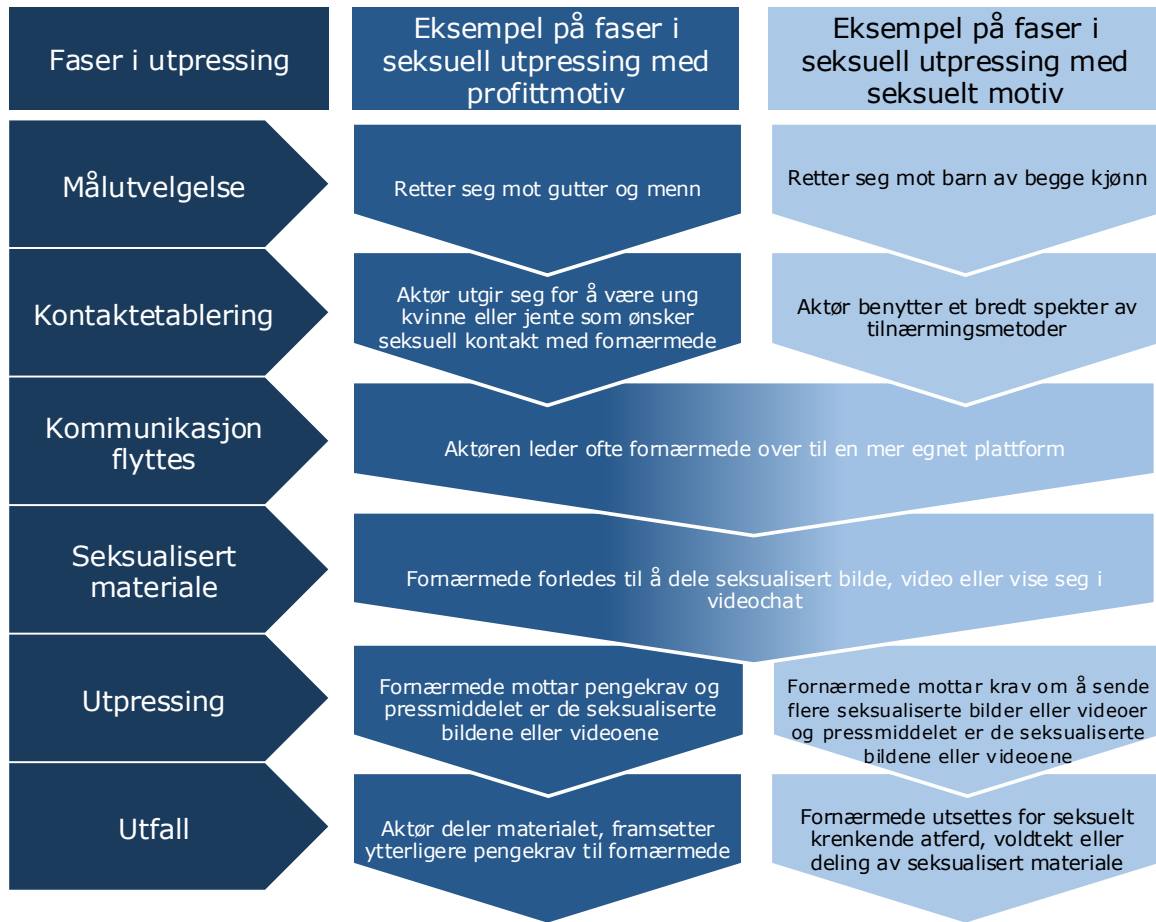 Faser i utpressing
Eksempel på faser i
seksuell utpressing med
profittmotiv
Eksempel på faser i
seksuell utpressing med
seksuelt motiv
Målutvelgelse
Retter seg mot gutter og menn
Retter seg mot barn av begge kjønn
Kontaktetablering
Aktør utgir seg for å være ung
kvinne eller jente som ønsker
seksuell kontakt med fornærmede
Aktør benytter et bredt spekter av
tilnærmingsmetoder
Kommunikasjon
flyttes
Aktøren leder ofte fornærmede over til en mer egnet plattform
Seksualisert
materiale
Fornærmede forledes til å dele seksualisert bilde, video eller vise seg i
videochat
Utpressing
Fornærmede mottar pengekrav og
pressmiddelet er de seksualiserte
bildene eller videoene
Fornærmede mottar krav om å sende
flere seksualiserte bilder eller videoer
og pressmiddelet er de seksualiserte
bildene eller videoene
Utfall
Aktør deler materialet, framsetter
ytterligere pengekrav til fornærmede
Fornærmede utsettes for seksuelt
krenkende atferd, voldtekt eller
deling av seksualisert materiale